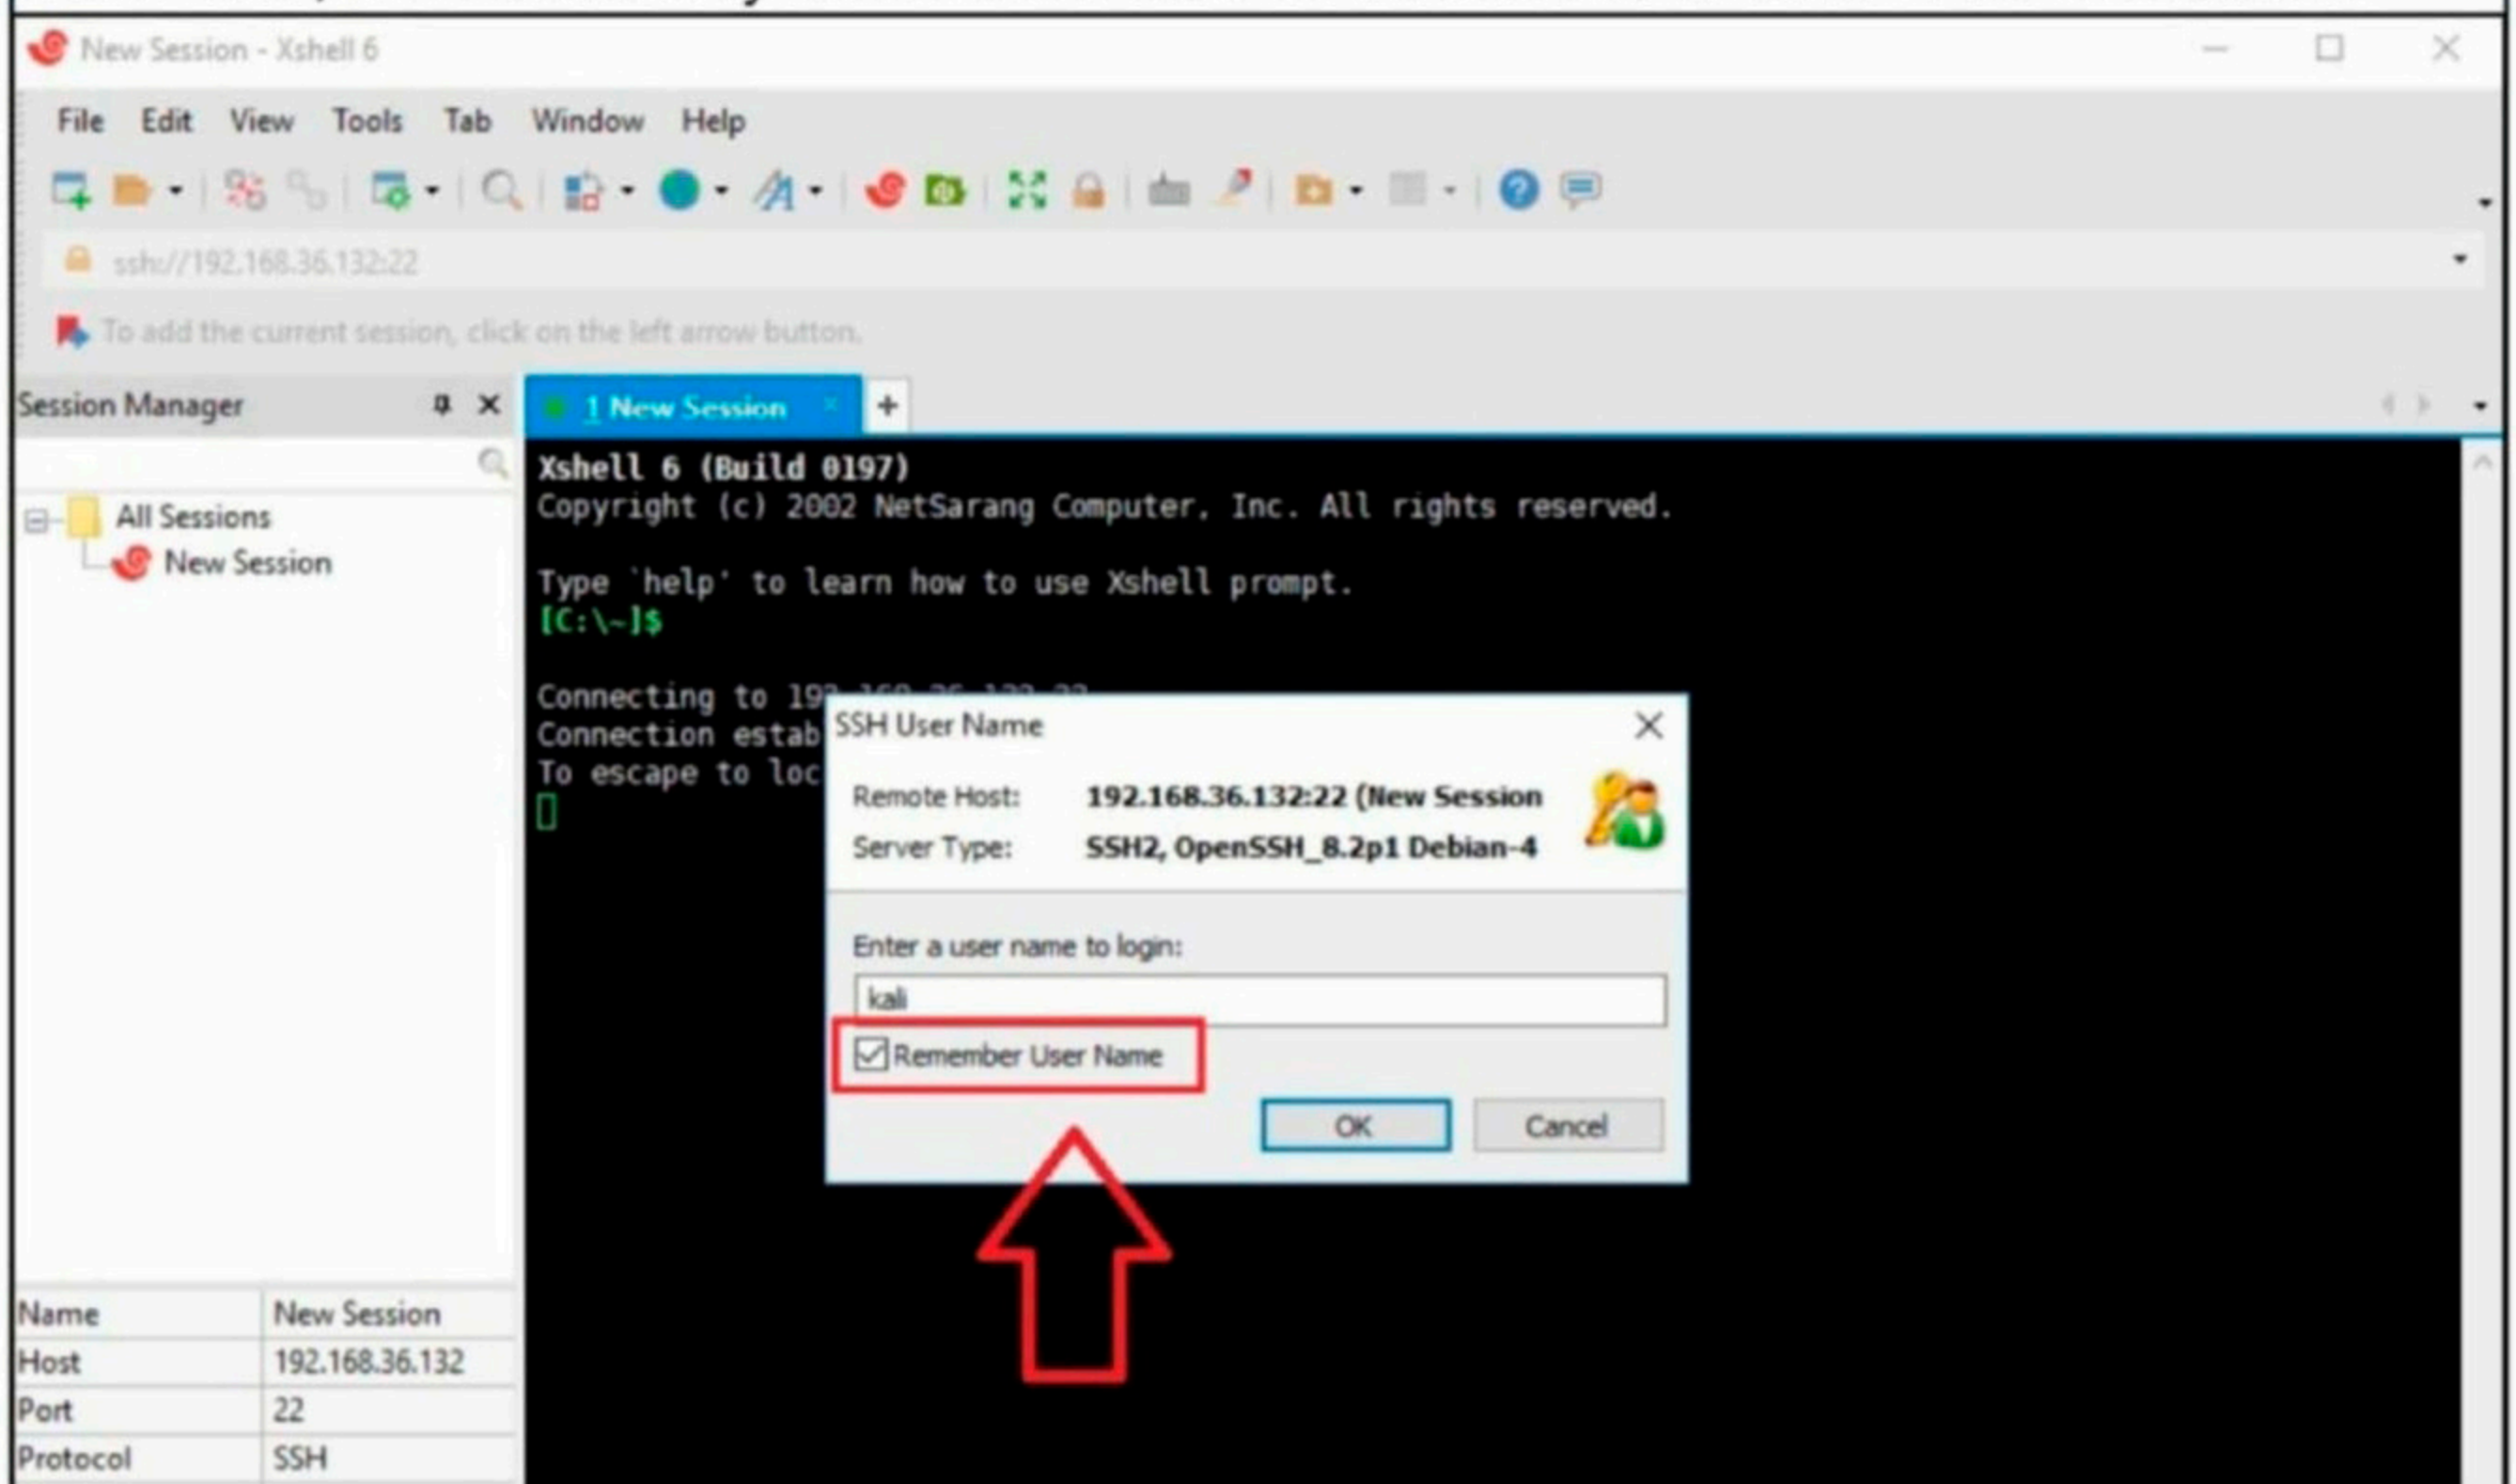 New Session - Xshell 6
File Edit View Tools Tab Window Help
ssh://192.168.36.132:22
To add the current session, click on the left arrow button.
Session Manager
1 New Session
All Sessions
New Session
Xshell 6 (Build 0197)
Copyright (c) 2002 NetSarang Computer, Inc. All rights reserved.
Type `help' to learn how to use Xshell prompt.
[C:\~]$
Connecting to 192.168.36.132:22
Connection estab
To escape to loc
SSH User Name
Remote Host: 192.168.36.132:22 (New Session
Server Type: SSH2, OpenSSH_8.2p1 Debian-4
Enter a user name to login:
kali
Remember User Name
OK Cancel
Name New Session
Host 192.168.36.132
Port 22
Protocol SSH